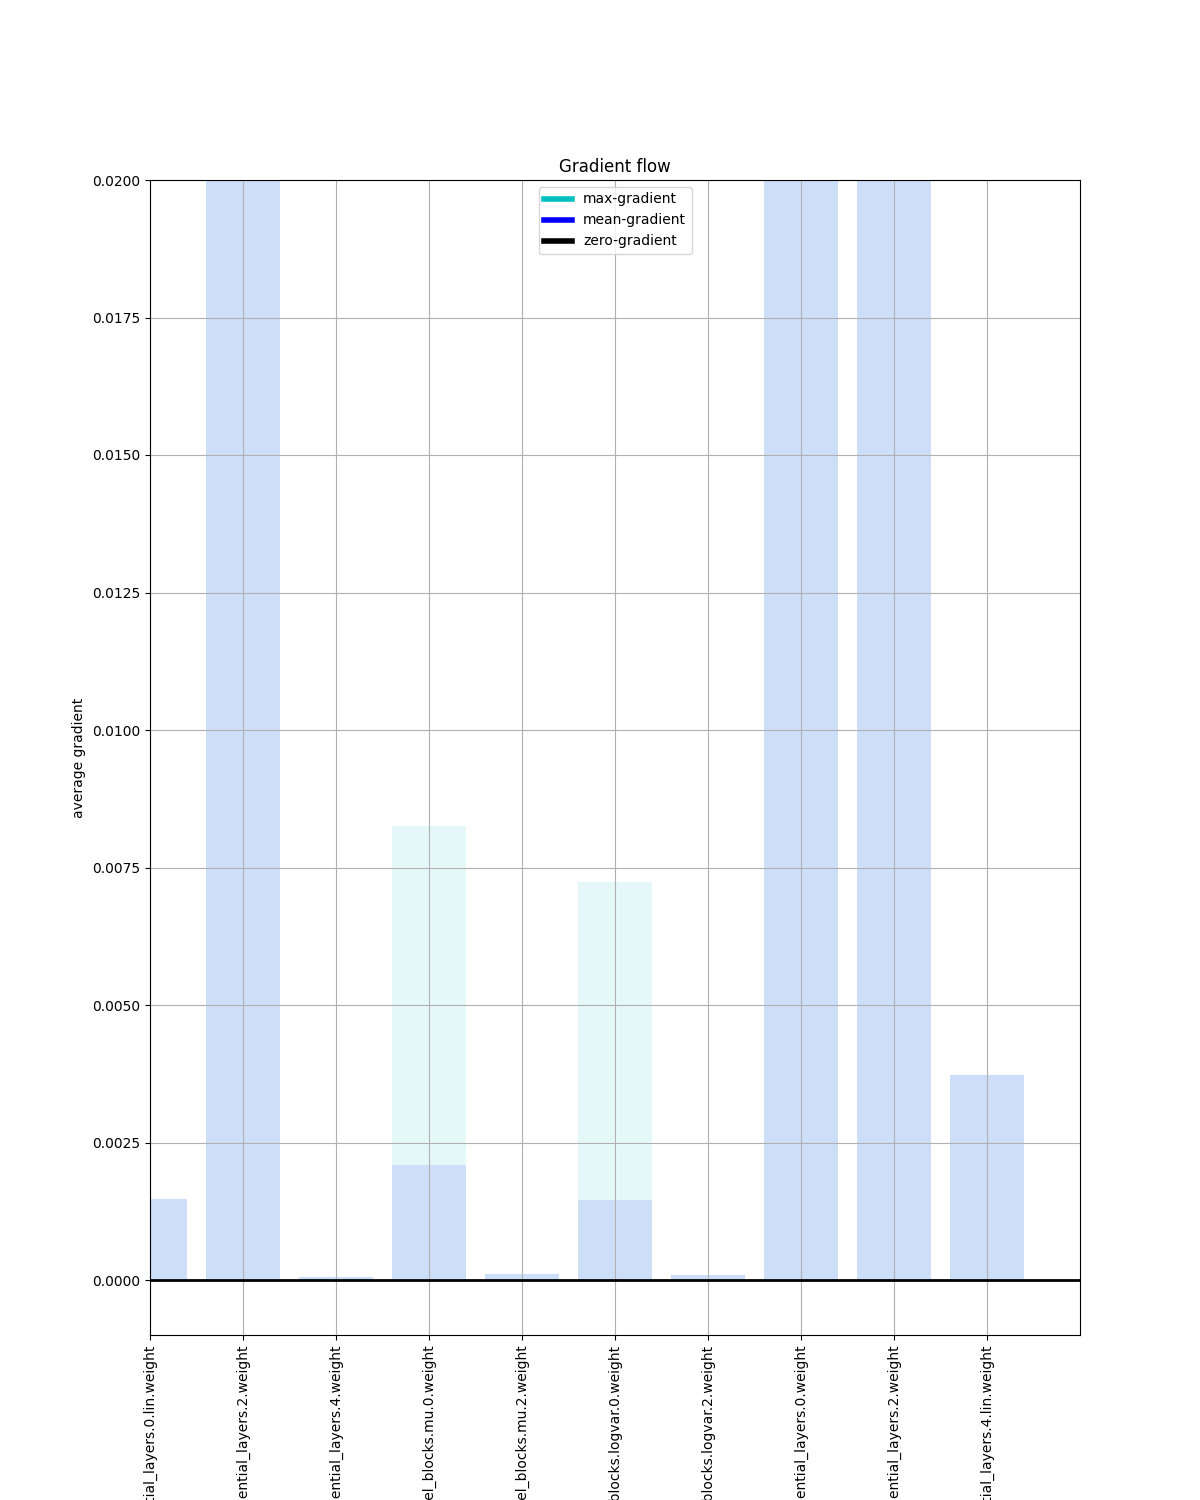 Gradient flow
max-gradient
mean-gradient
zero-gradient
0.0200
0.0175
0.0150
0.0125
0.0100
0.0075
0.0050
0.0025
0.0000
average gradient
tial_layers.0.lin.weight
ential_layers.2.weight
ential_layers.4.weight
el_blocks.mu.0.weight
el_blocks.mu.2.weight
blocks.logvar.0.weight
blocks.logvar.2.weight
ential_layers.0.weight
ential_layers.2.weight
tial_layers.4.lin.weight